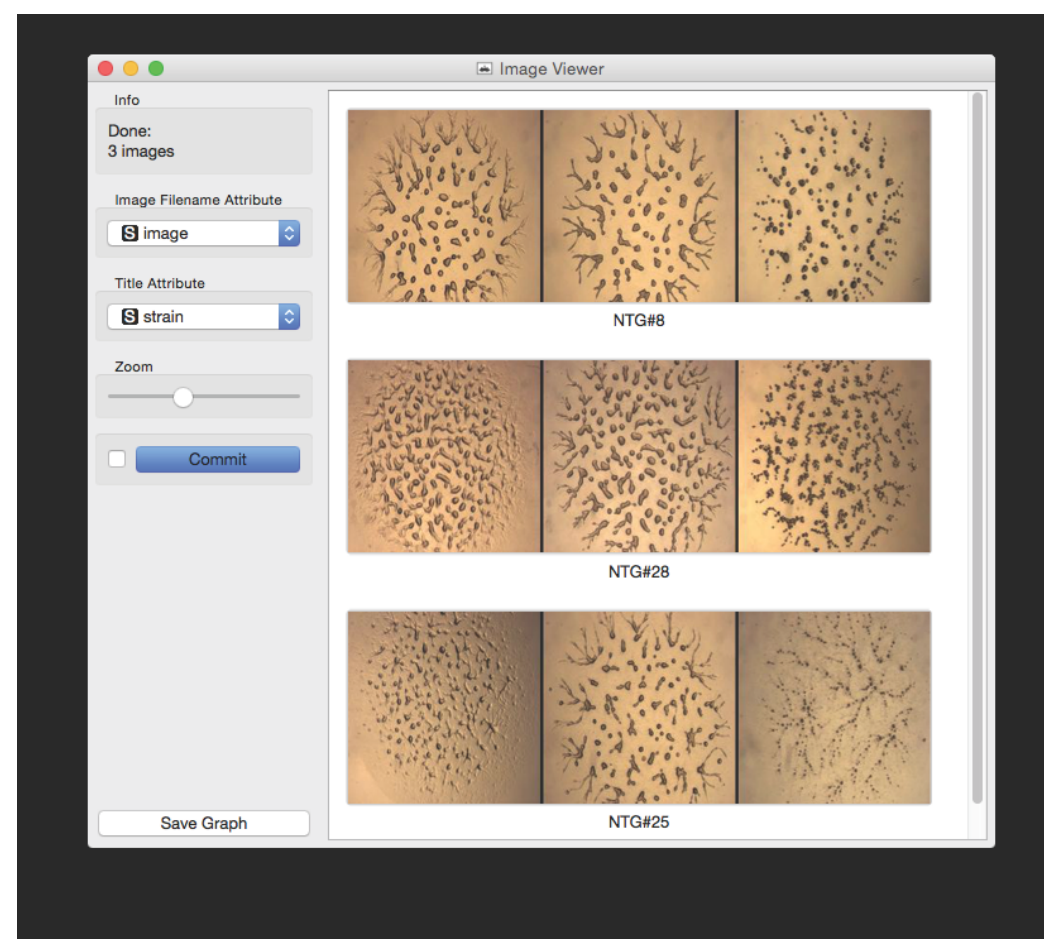 Image Viewer
Info
Done:
3 images
Image Filename Attribute
S image
Title Attribute
S strain
Zoom
Commit
Save Graph
NTG#8
NTG#28
NTG#25